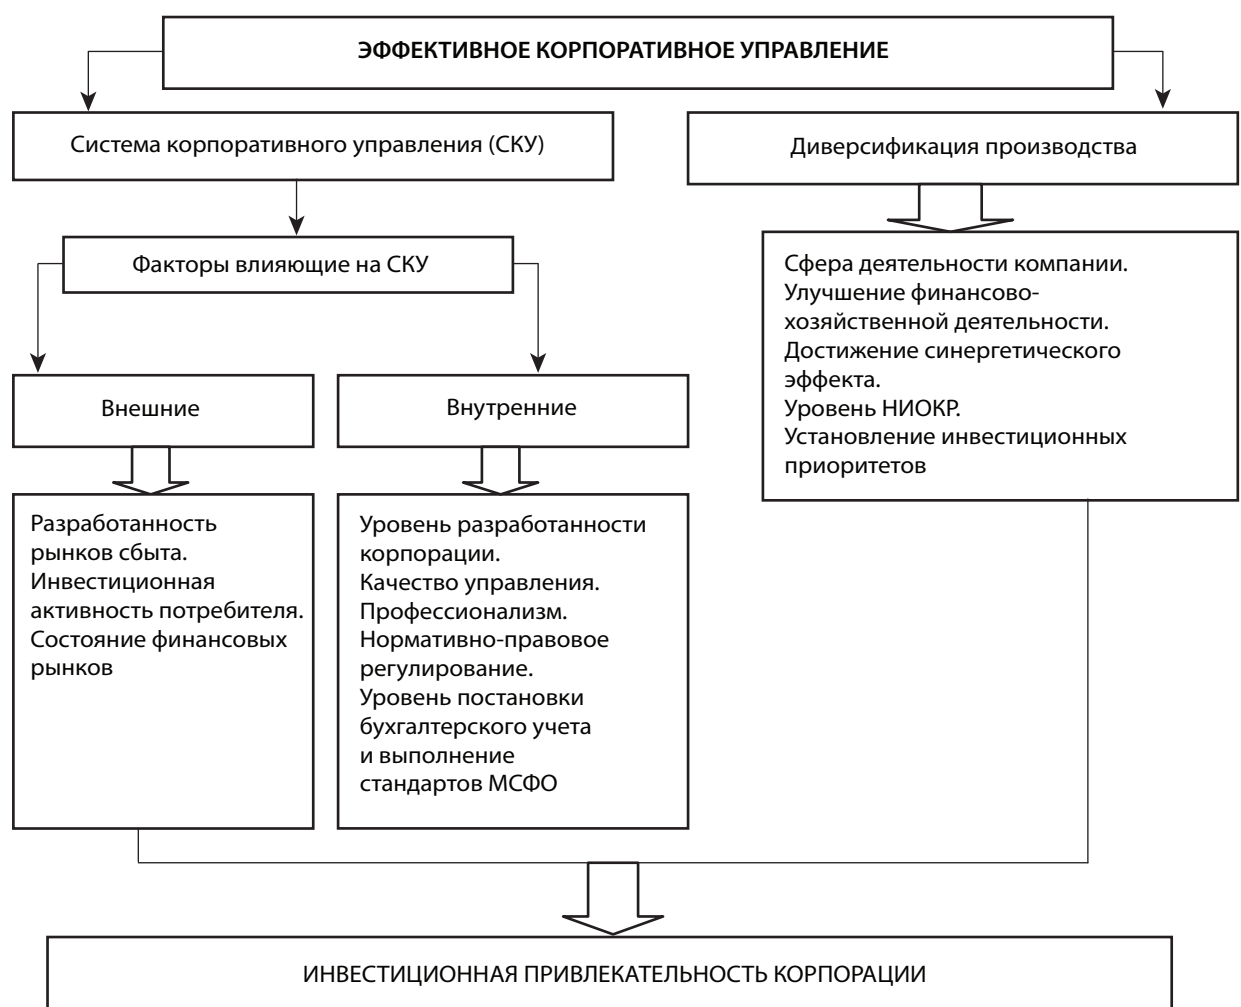 ЭФФЕКТИВНОЕ КОРПОРАТИВНОЕ УПРАВЛЕНИЕ
Система корпоративного управления (СКУ)
Диверсификация производства
Факторы влияющие на СКУ
Сфера деятельности компании.
Улучшение финансово-
хозяйственной деятельности.
Достижение синергетического
эффекта.
Уровень НИОКР.
Установление инвестиционных
приоритетов
Внешние
Внутренние
Разработанность
рынков сбыта.
Инвестиционная
активность потребителя.
Состояние финансовых
рынков
Уровень разработанности
корпорации.
Качество управления.
Профессионализм.
Нормативно-правовое
регулирование.
Уровень постановки
бухгалтерского учета
и выполнение
стандартов МСФО
ИНВЕСТИЦИОННАЯ ПРИВЛЕКАТЕЛЬНОСТЬ КОРПОРАЦИИ